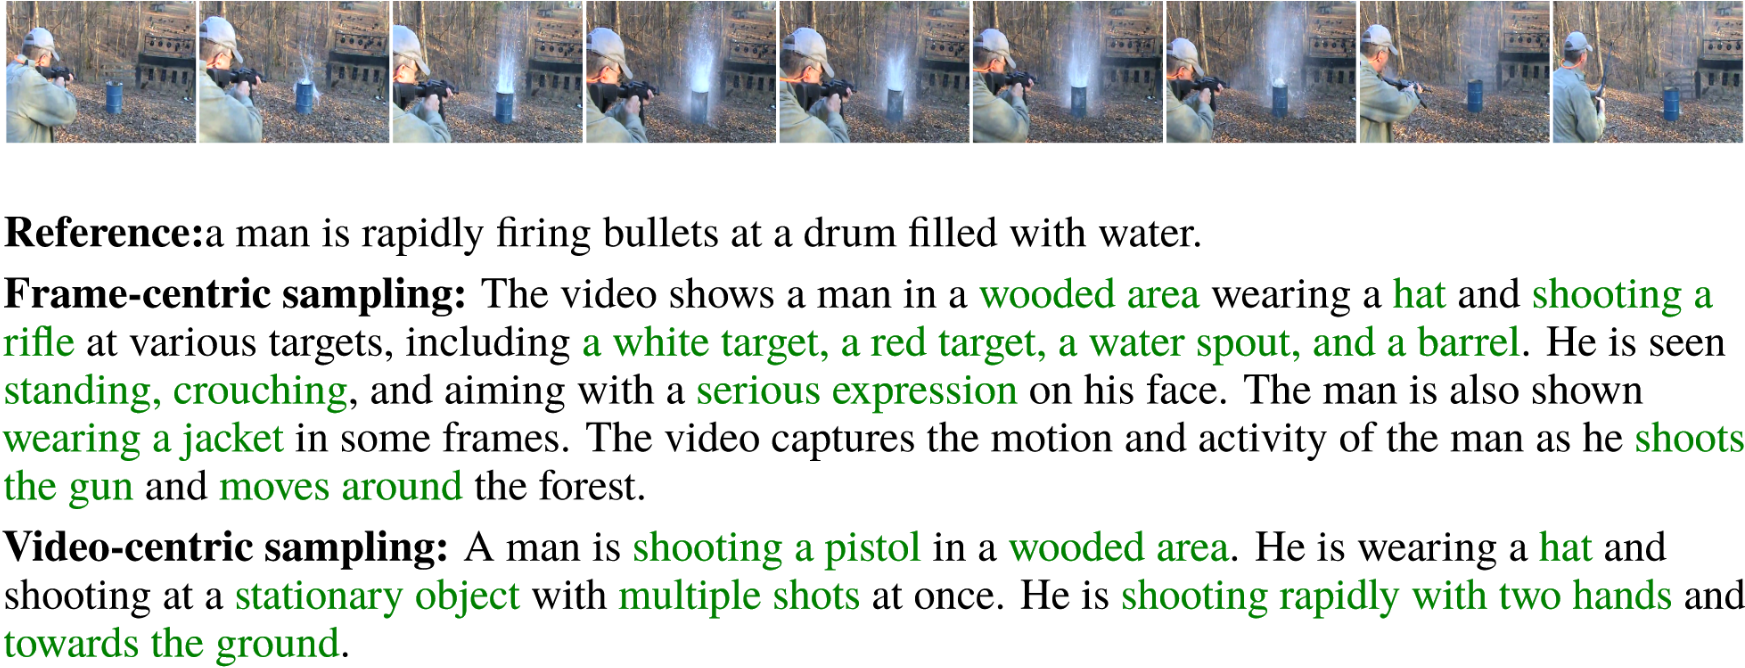 Reference:a man is rapidly firing bullets at a drum filled with water.
Frame-centric sampling: The video shows a man in a wooded area wearing a hat and shooting a
rifle at various targets, including a white target, a red target, a water spout, and a barrel. He is seen
standing, crouching, and aiming with a serious expression on his face. The man is also shown
wearing a jacket in some frames. The video captures the motion and activity of the man as he shoots
the gun and moves around the forest.
Video-centric sampling: A man is shooting a pistol in a wooded area. He is wearing a hat and
shooting at a stationary object with multiple shots at once. He is shooting rapidly with two hands and
towards the ground.